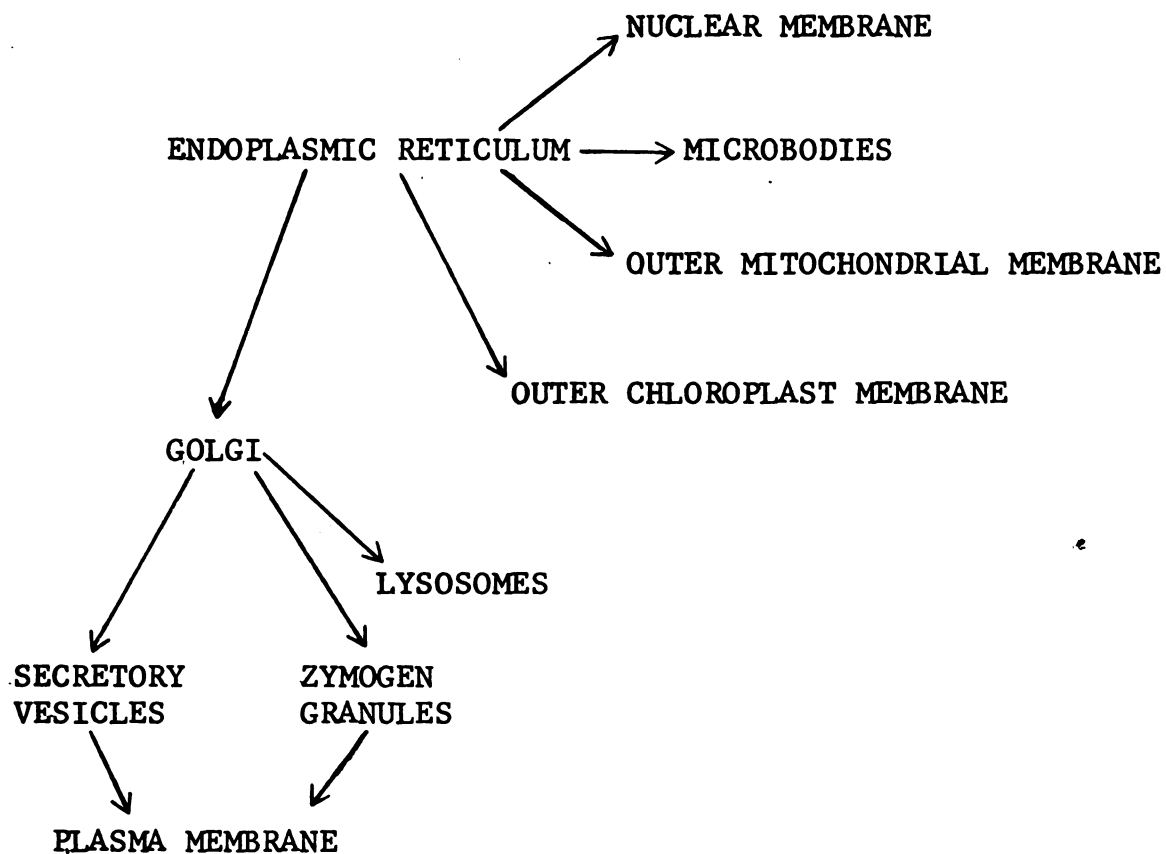 NUCLEAR MEMBRANE
ENDOPLASMIC RETICULUM
MICROBODIES
OUTER MITOCHONDRIAL MEMBRANE
OUTER CHLOROPLAST MEMBRANE
GOLGI
LYSOSOMES
SECRETORY
VESICLES
ZYMOGEN
GRANULES
PLASMA MEMBRANE